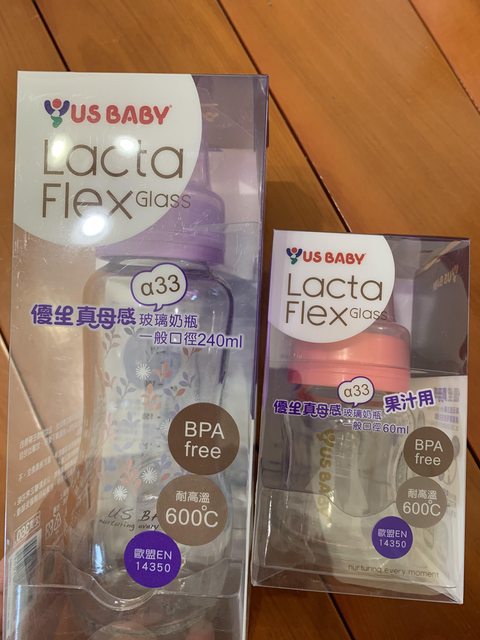 US BABY
Lacta
Flex Glass
α33
優生真母感 玻璃奶瓶
一般口徑240ml
BPA
free
耐高溫
600℃
歐盟EN
14350
US BABY
Lacta
Flex Glass
α33
果汁用
優生真母感 玻璃奶瓶
一般口徑60ml
US BABY
BPA
free
耐高溫
600℃
歐盟EN
14350
nurturing every moment